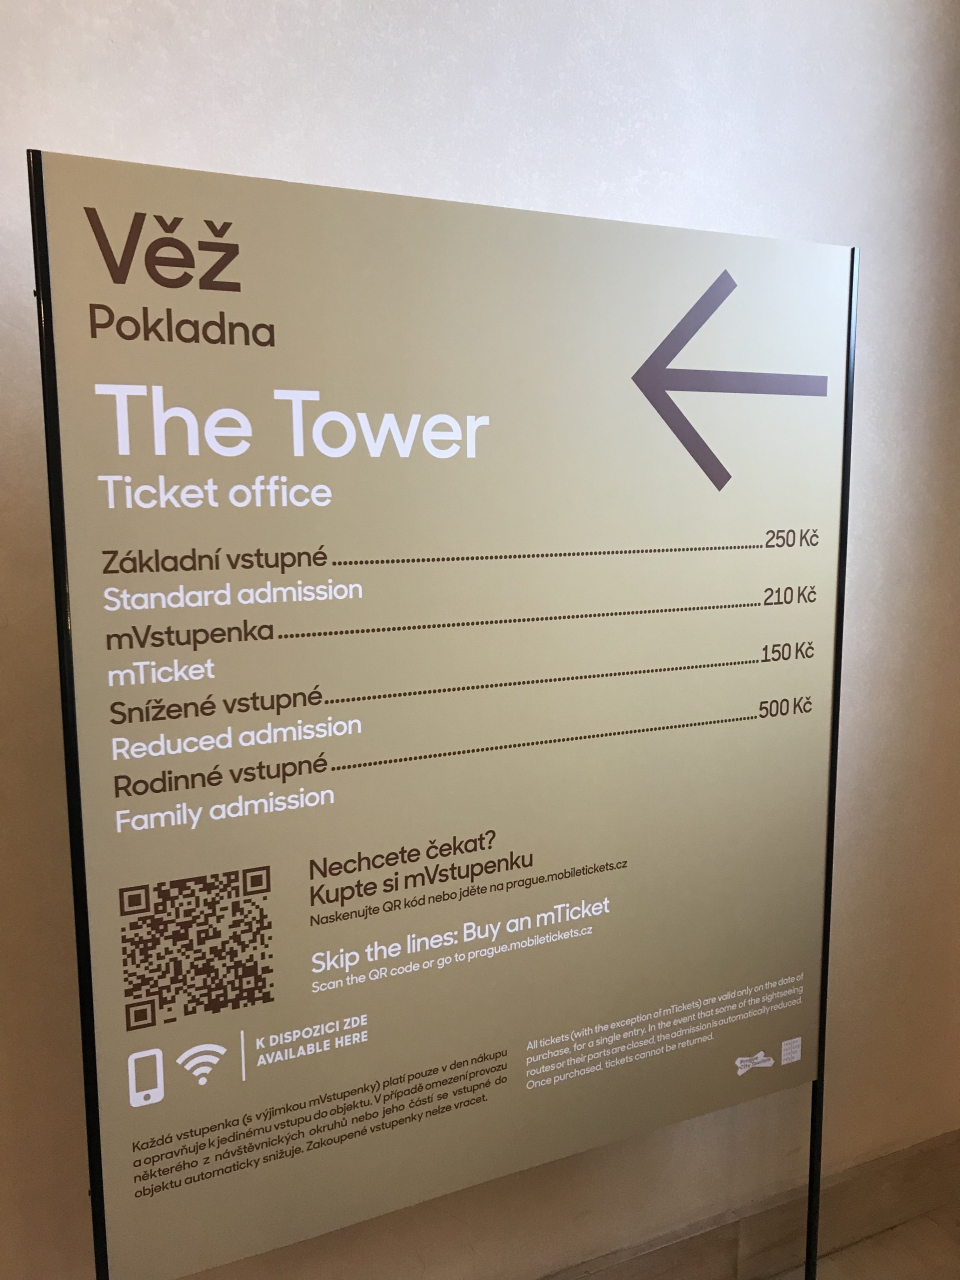 Věž
Pokladna
The Tower
Ticket office
Základní vstupné 250 Kč
Standard admission
mVstupenka 210 Kč
mTicket
Snížené vstupné 150 Kč
Reduced admission
Rodinné vstupné 500 Kč
Family admission
Nechcete čekat?
Kupte si mVstupenku
Naskenujte QR kód nebo jděte na prague.mobiletickets.cz
Skip the lines: Buy an mTicket
Scan the QR code or go to prague.mobiletickets.cz
K DISPOZICI ZDE
AVAILABLE HERE
Každá vstupenka (s výjimkou mVstupenky) platí pouze v den nákupu
a opravňuje k jedinému vstupu do objektu. V případě omezení provozu
některého z návštěvnických okruhů nebo jeho částí se vstupné do
objektu automaticky snižuje. Zakoupené vstupenky nelze vracet.
All tickets (with the exception of mTickets) are valid only on the date of
purchase, for a single entry. In the event that some of the sightseeing
routes or their parts are closed, the admission is automatically reduced.
Once purchased, tickets cannot be returned.